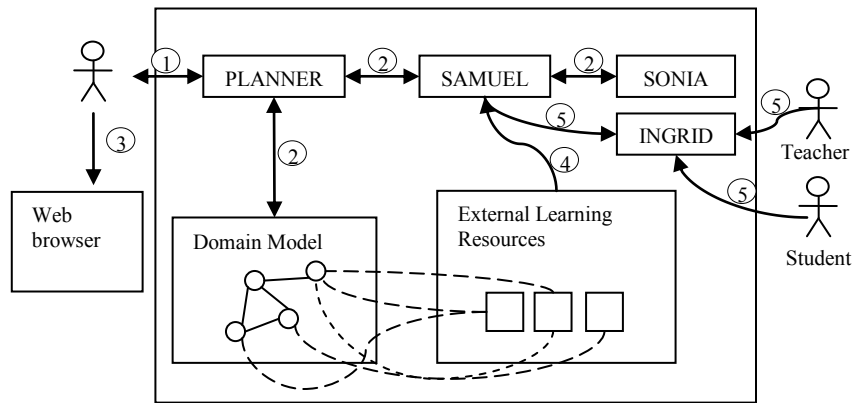 1
PLANNER
2
SAMUEL
2
SONIA
5
5
INGRID
Teacher
3
2
4
5
Web
browser
Domain Model
External Learning
Resources
Student